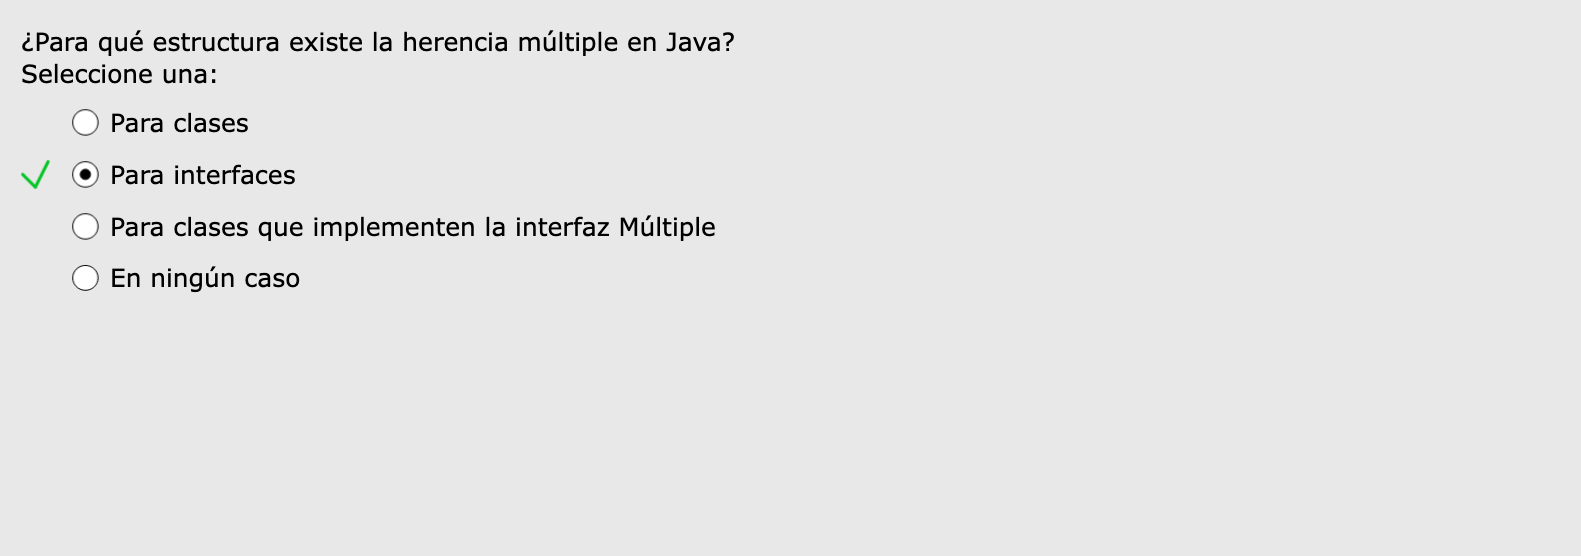 ¿Para qué estructura existe la herencia múltiple en Java?
Seleccione una:
Para clases
Para interfaces
Para clases que implementen la interfaz Múltiple
En ningún caso